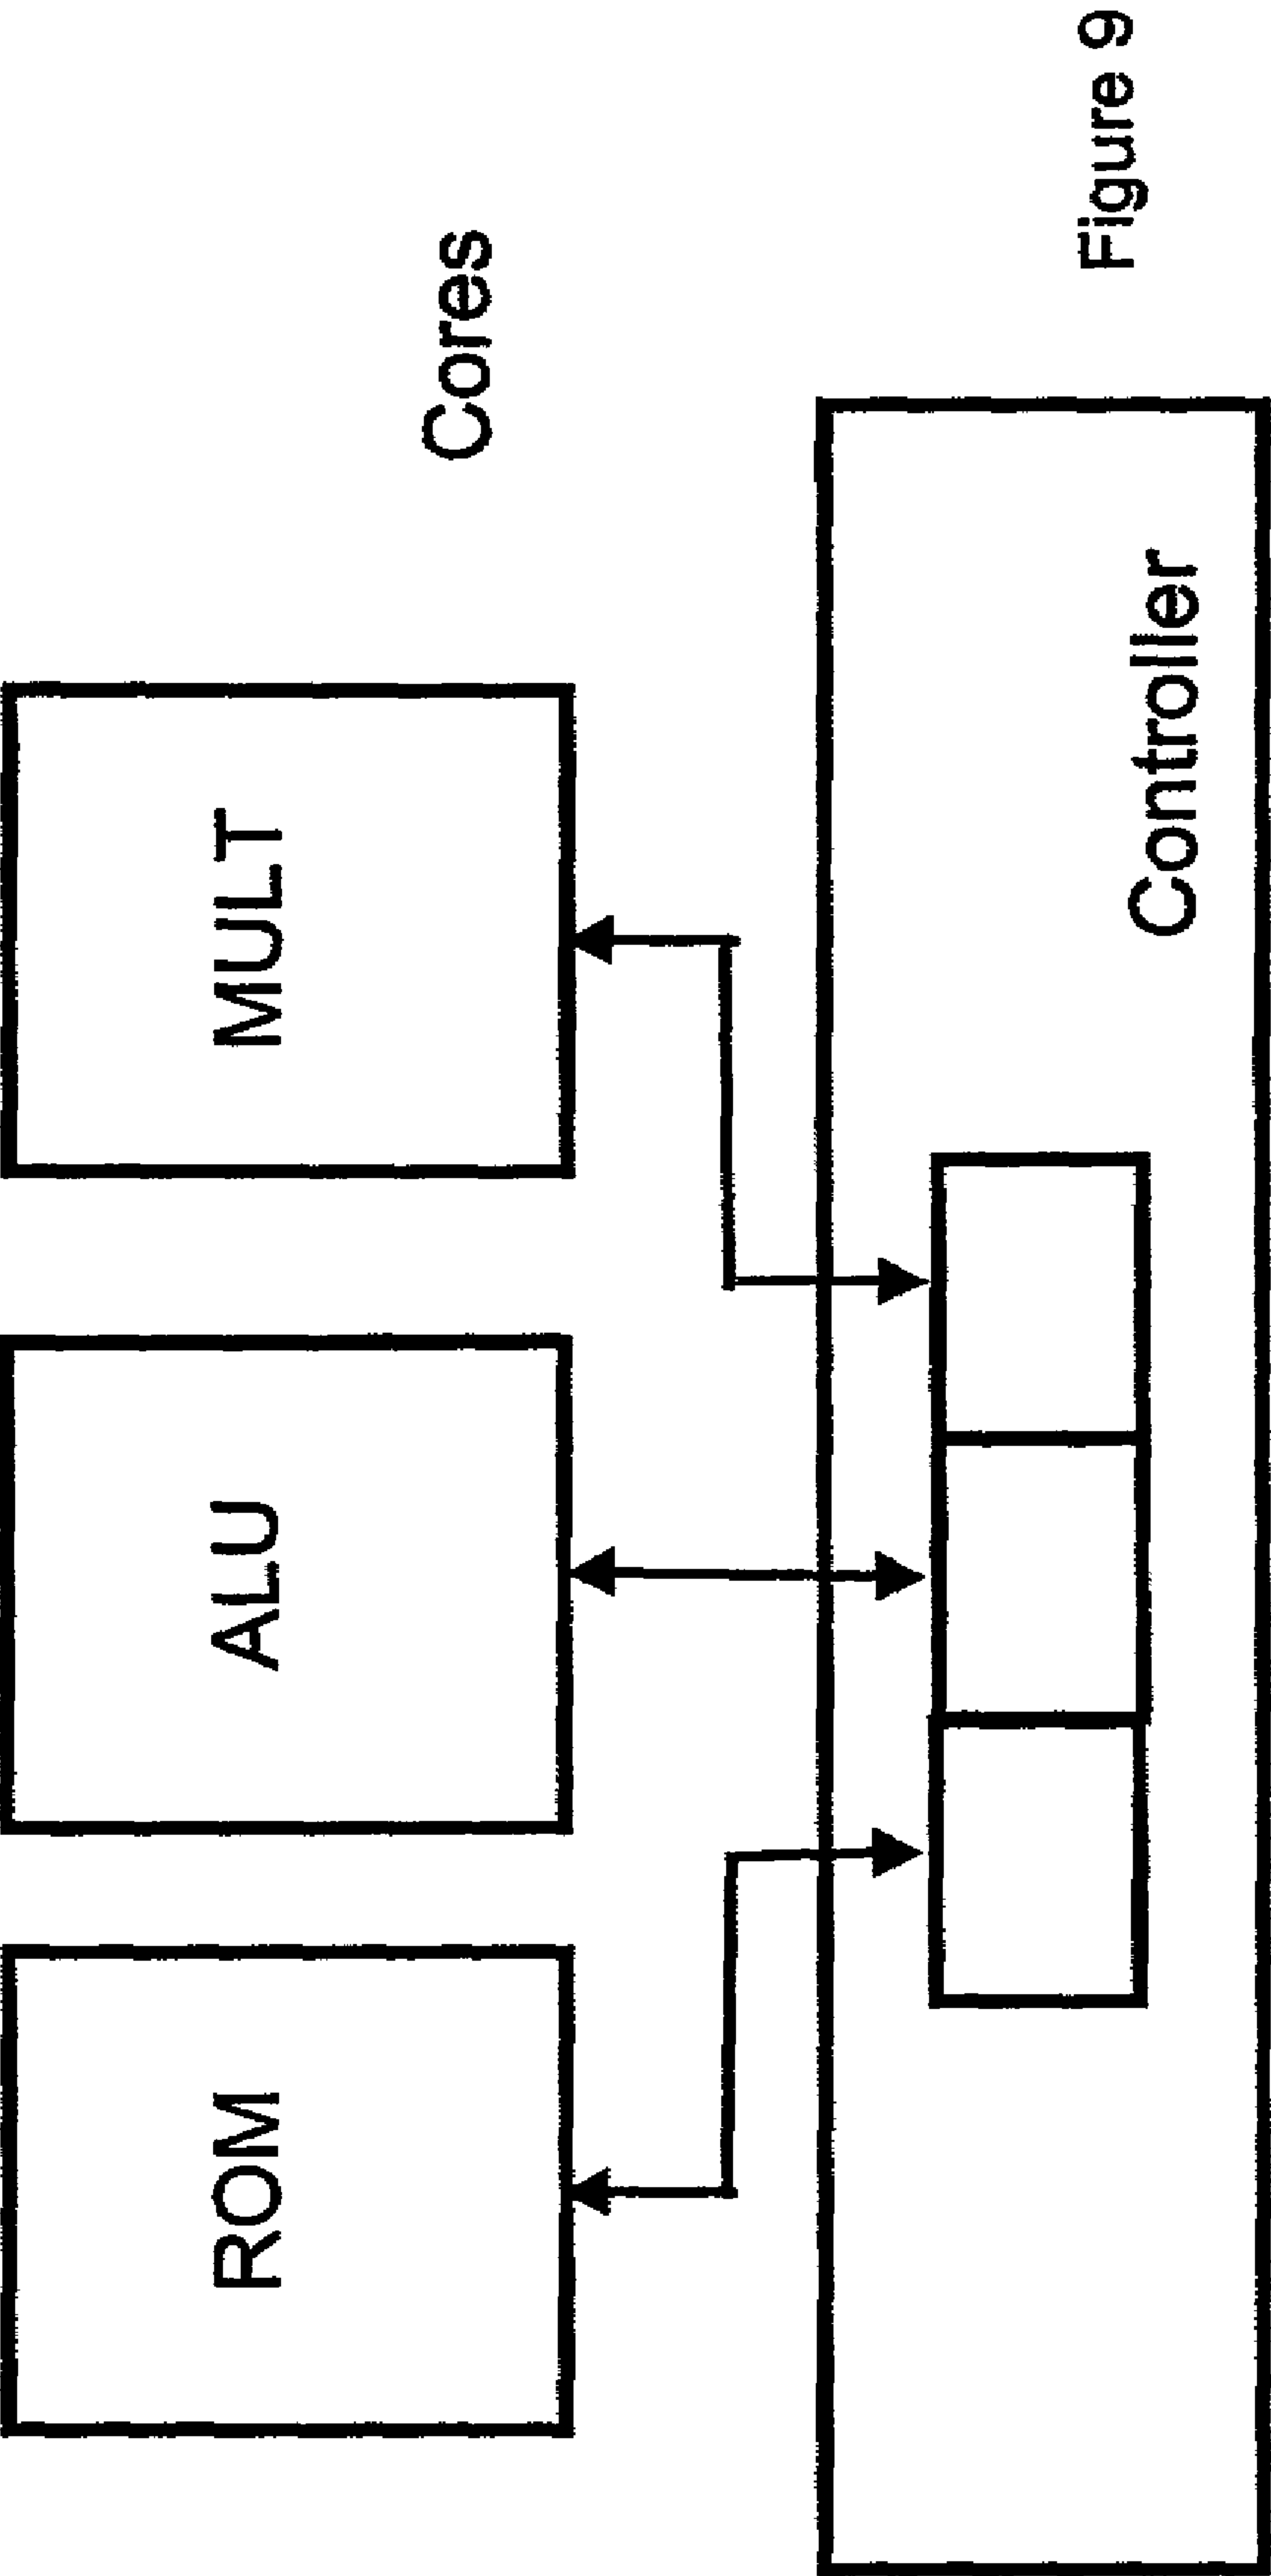 ROM
ALU
MULT
Cores
Controller
Figure 9